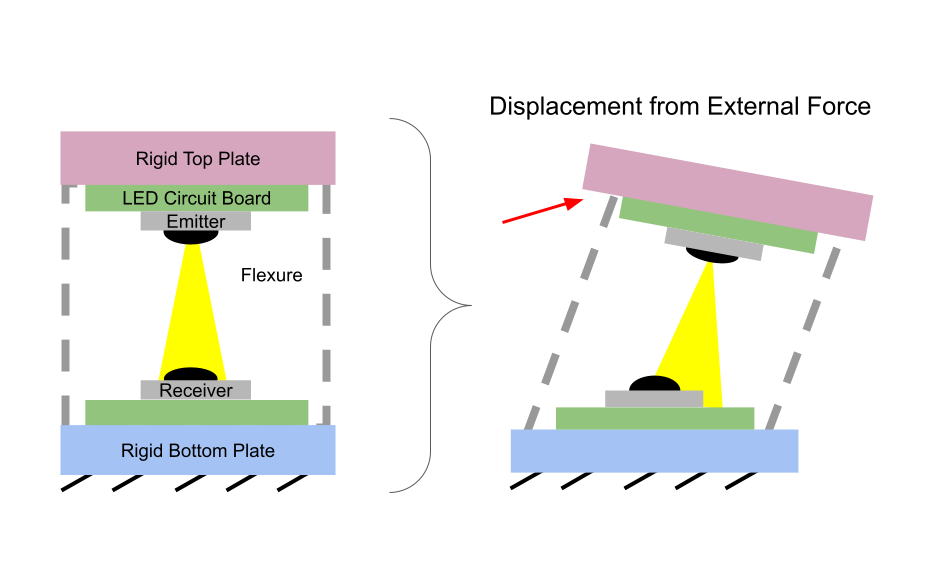 Displacement from External Force
Rigid Top Plate
LED Circuit Board
Emitter
Flexure
Receiver
Rigid Bottom Plate